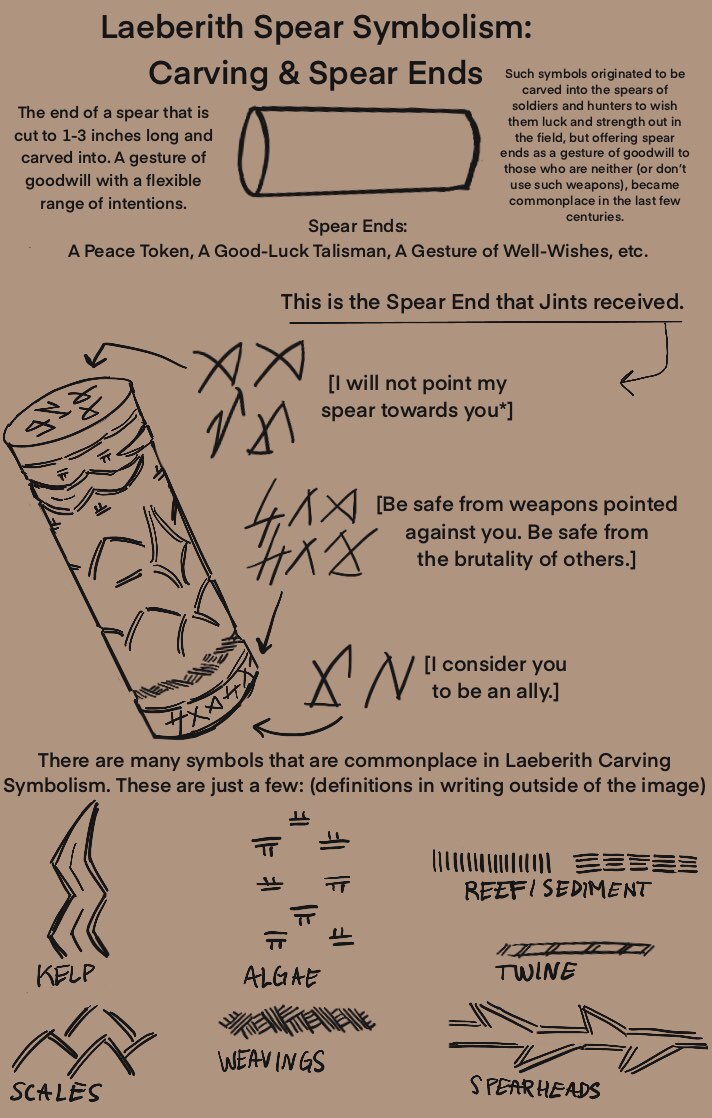 Laeberith Spear Symbolism:
Carving & Spear Ends
The end of a spear that is
cut to 1-3 inches long and
carved into. A gesture of
goodwill with a flexible
range of intentions.
Such symbols originated to be
carved into the spears of
soldiers and hunters to wish
them luck and strength out in
the field, but offering spear
ends as a gesture of goodwill to
those who are neither (or don't
use such weapons), became
commonplace in the last few
centuries.
Spear Ends:
A Peace Token, A Good-Luck Talisman, A Gesture of Well-Wishes, etc.
This is the Spear End that Jints received.
[I will not point my
spear towards you*]
[Be safe from weapons pointed
against you. Be safe from
the brutality of others.]
[I consider you
to be an ally.]
There are many symbols that are commonplace in Laeberith Carving
Symbolism. These are just a few: (definitions in writing outside of the image)
REEF/SEDIMENT
KELP
ALGAE
TWINE
SCALES
WEAVINGS
SPEARHEADS